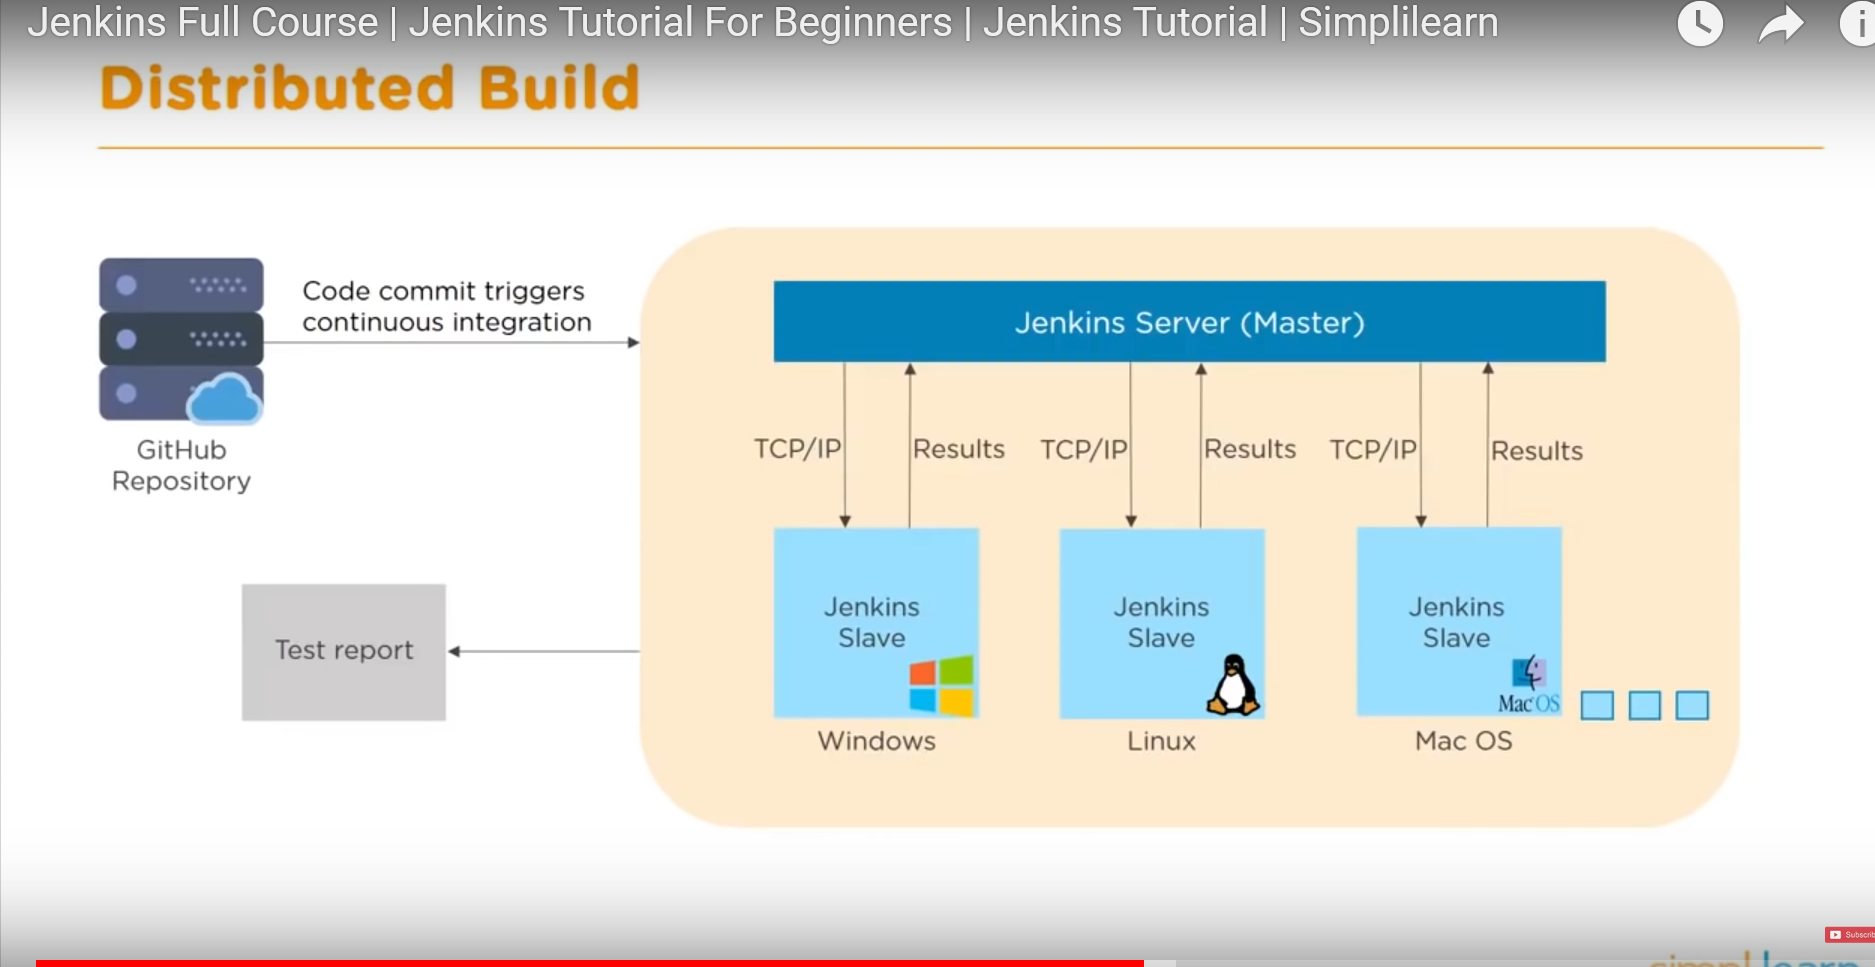 Jenkins Full Course | Jenkins Tutorial For Beginners | Jenkins Tutorial | Simplilearn
Distributed Build
Code commit triggers
continuous integration
GitHub
Repository
Test report
Jenkins Server (Master)
TCP/IP
Results
TCP/IP
Results
TCP/IP
Results
Jenkins
Slave
Windows
Jenkins
Slave
Linux
Jenkins
Slave
Mac OS
Mac OS